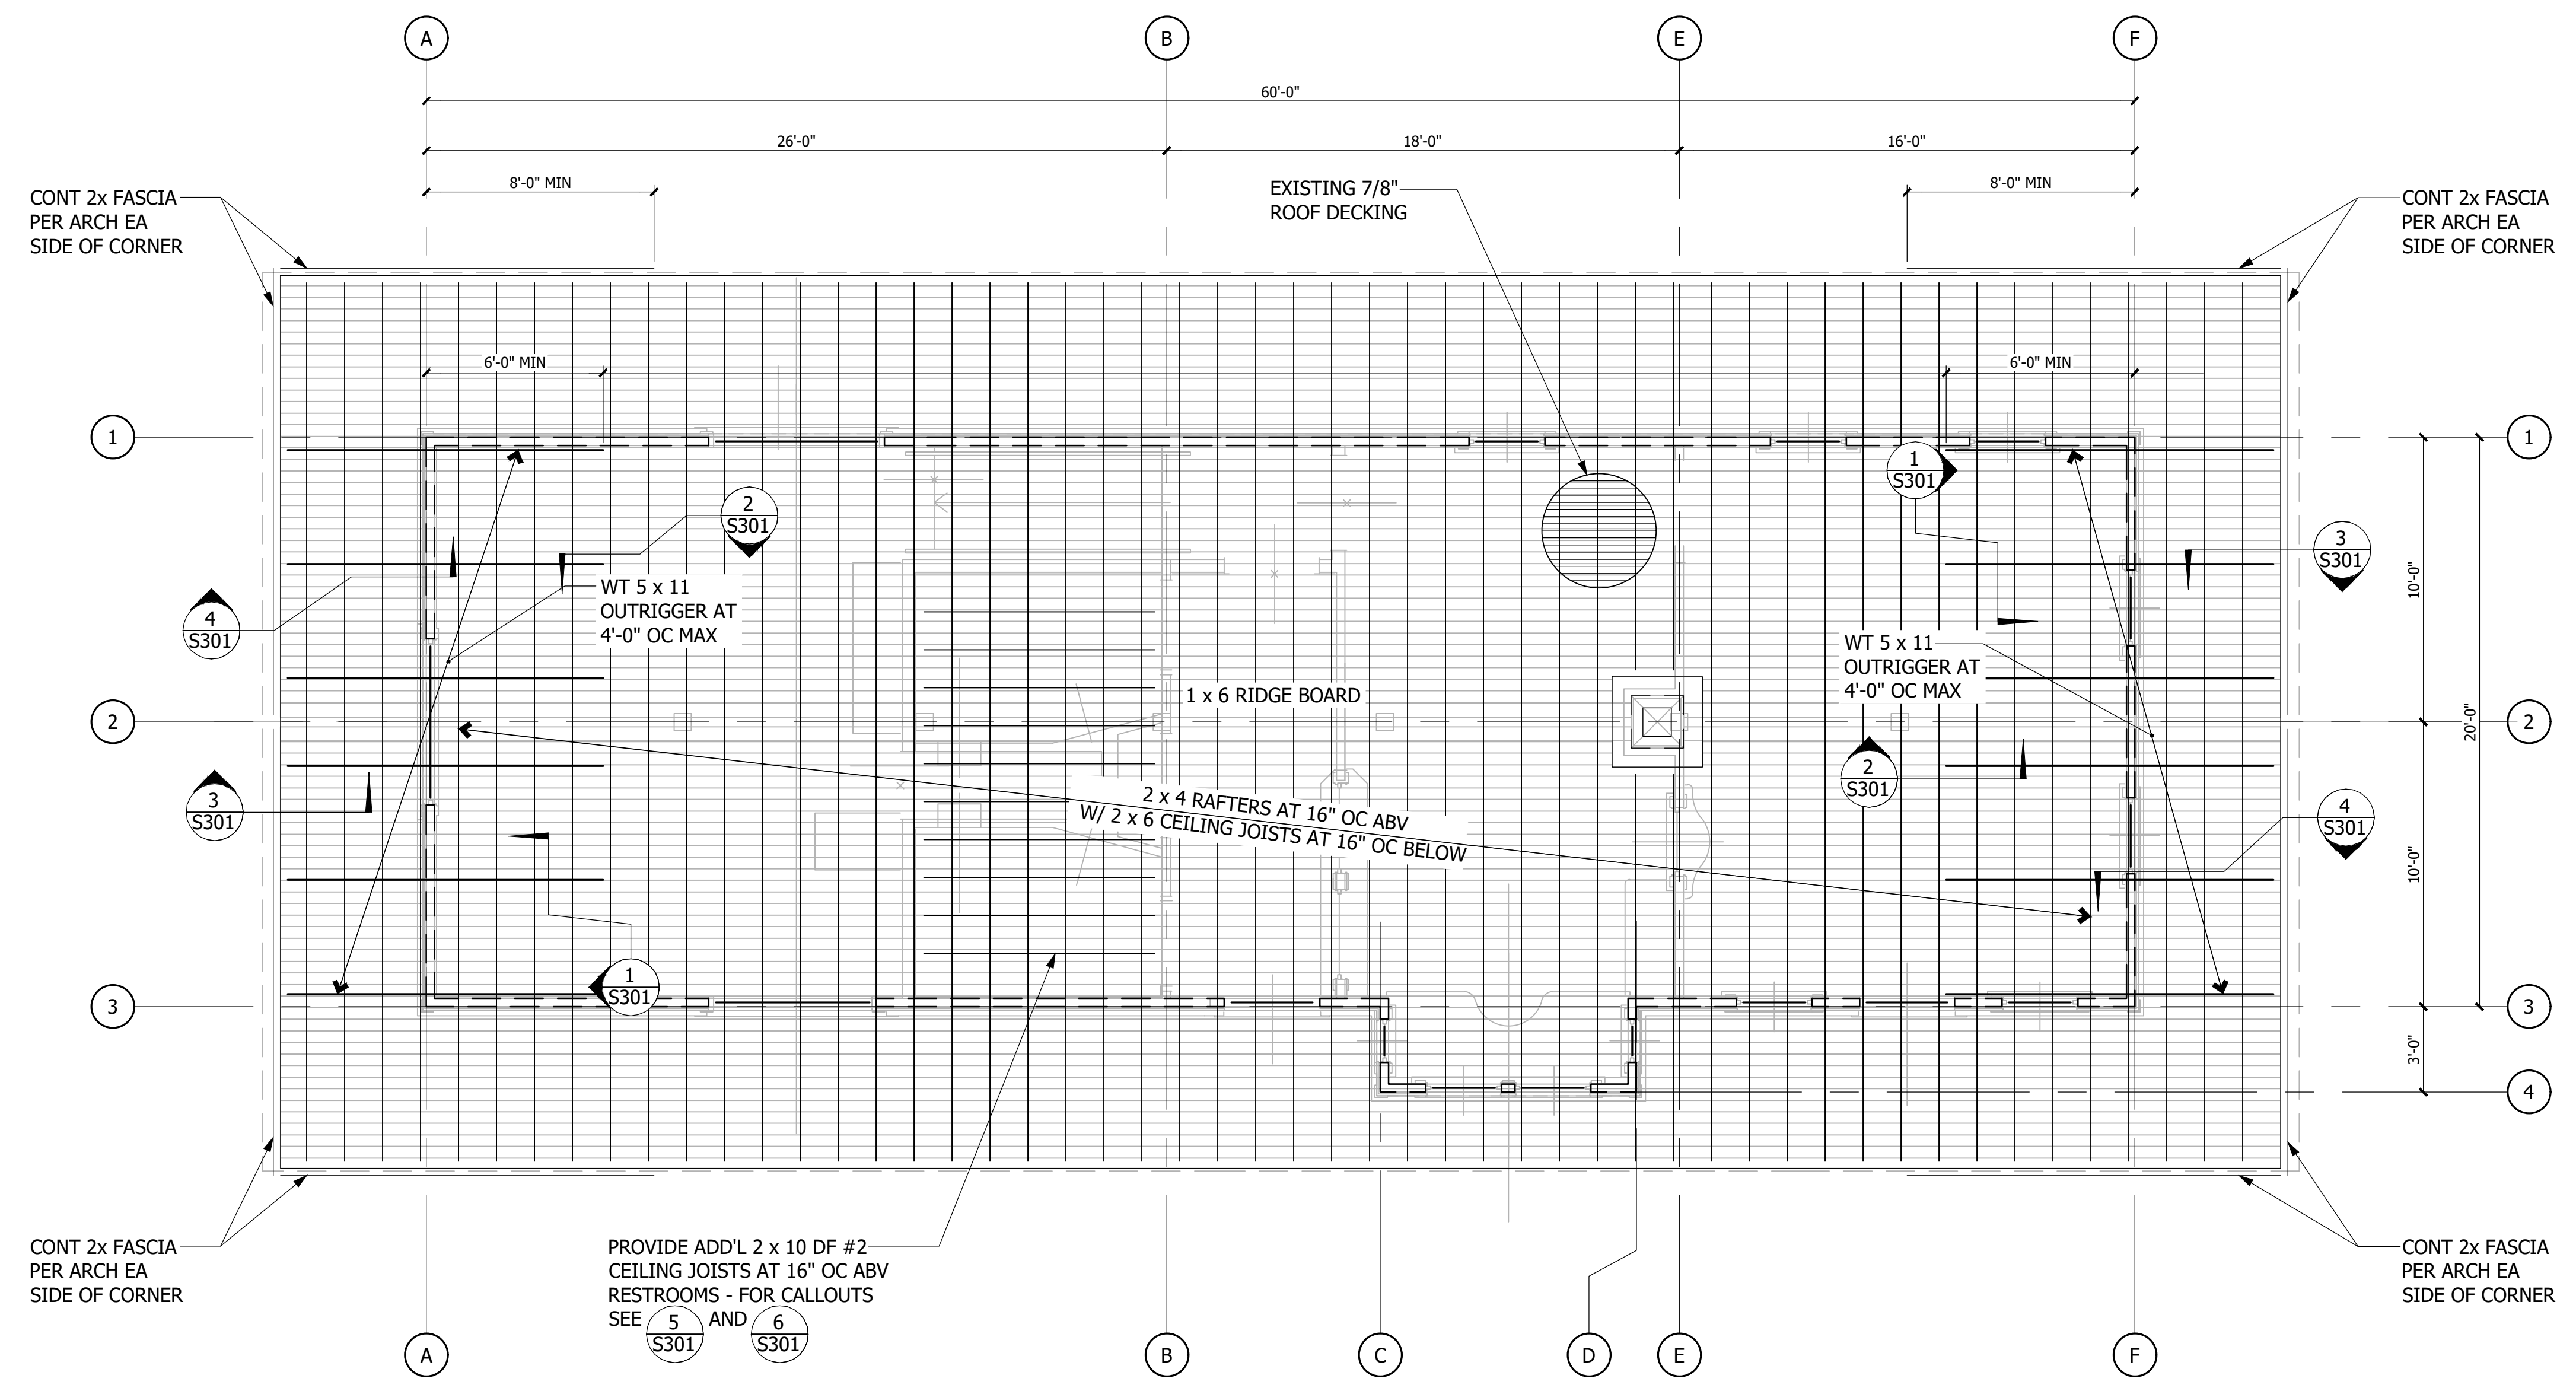 A
B
E
F
60'-0"
26'-0"
18'-0"
16'-0"
8'-0" MIN
8'-0" MIN
CONT 2x FASCIA
PER ARCH EA
SIDE OF CORNER
EXISTING 7/8"
ROOF DECKING
CONT 2x FASCIA
PER ARCH EA
SIDE OF CORNER
6'-0" MIN
6'-0" MIN
1
1
1
S301
2
S301
3
S301
WT 5 x 11
OUTRIGGER AT
4'-0" OC MAX
10'-0"
4
S301
WT 5 x 11
OUTRIGGER AT
4'-0" OC MAX
1 x 6 RIDGE BOARD
2
2
20'-0"
2
S301
3
S301
2 x 4 RAFTERS AT 16" OC ABV
W/ 2 x 6 CEILING JOISTS AT 16" OC BELOW
4
S301
10'-0"
1
S301
3
3
3'-0"
4
CONT 2x FASCIA
PER ARCH EA
SIDE OF CORNER
PROVIDE ADD'L 2 x 10 DF #2
CEILING JOISTS AT 16" OC ABV
RESTROOMS - FOR CALLOUTS
SEE 5 AND 6
S301 S301
CONT 2x FASCIA
PER ARCH EA
SIDE OF CORNER
A
B
C
D
E
F